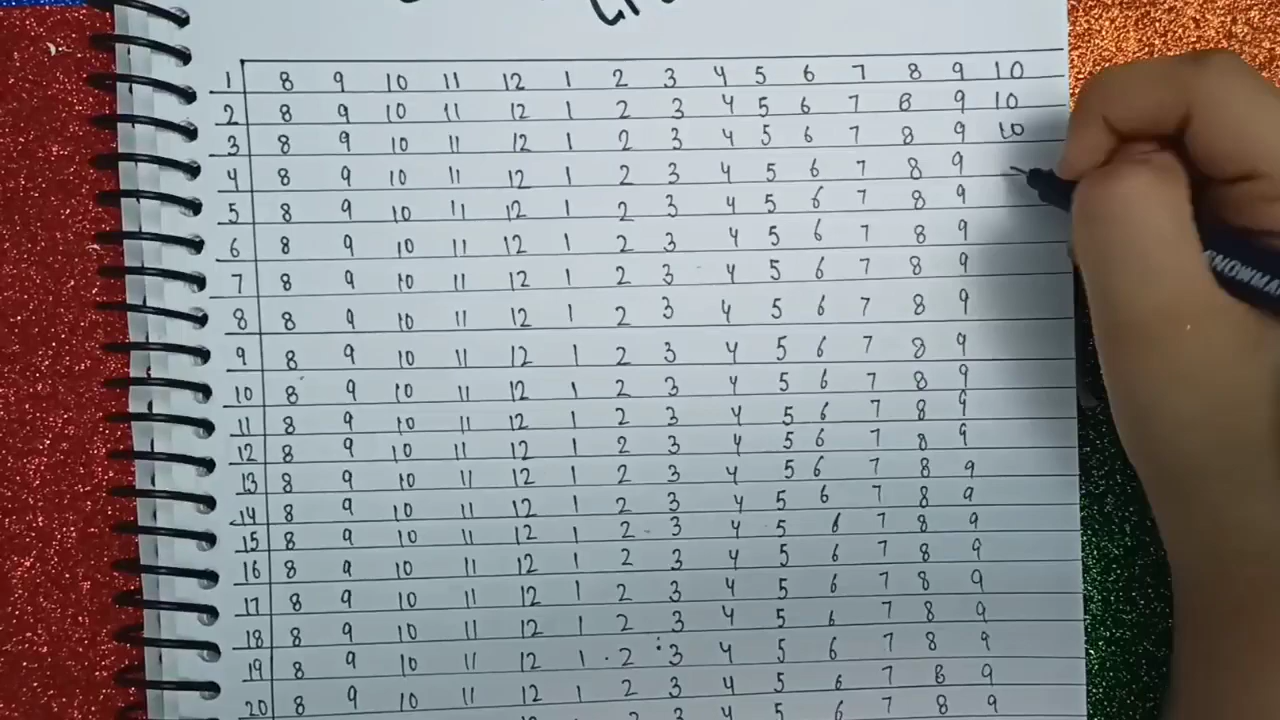 1 8 9 10 11 12 1 2 3 4 5 6 7 8 9 10
2 8 9 10 11 12 1 2 3 4 5 6 7 8 9 10
3 8 9 10 11 12 1 2 3 4 5 6 7 8 9 10
4 8 9 10 11 12 1 2 3 4 5 6 7 8 9
5 8 9 10 11 12 1 2 3 4 5 6 7 8 9
6 8 9 10 11 12 1 2 3 4 5 6 7 8 9
7 8 9 10 11 12 1 2 3 4 5 6 7 8 9
8 8 9 10 11 12 1 2 3 4 5 6 7 8 9
9 8 9 10 11 12 1 2 3 4 5 6 7 8 9
10 8 9 10 11 12 1 2 3 4 5 6 7 8 9
11 8 9 10 11 12 1 2 3 4 5 6 7 8 9
12 8 9 10 11 12 1 2 3 4 5 6 7 8 9
13 8 9 10 11 12 1 2 3 4 5 6 7 8 9
14 8 9 10 11 12 1 2 3 4 5 6 7 8 9
15 8 9 10 11 12 1 2 3 4 5 6 7 8 9
16 8 9 10 11 12 1 2 3 4 5 6 7 8 9
17 8 9 10 11 12 1 2 3 4 5 6 7 8 9
18 8 9 10 11 12 1 2 3 4 5 6 7 8 9
19 8 9 10 11 12 1 2 3 4 5 6 7 8 9
20 8 9 10 11 12 1 2 3 4 5 6 7 8 9
SNOWMA